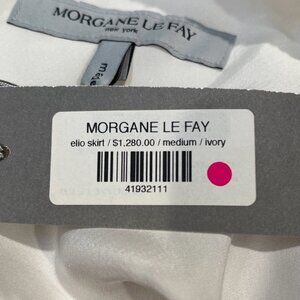 MORGANE LE FAY
new york
MORGANE LE FAY
elio skirt / $1,280.00 / medium / ivory
41932111